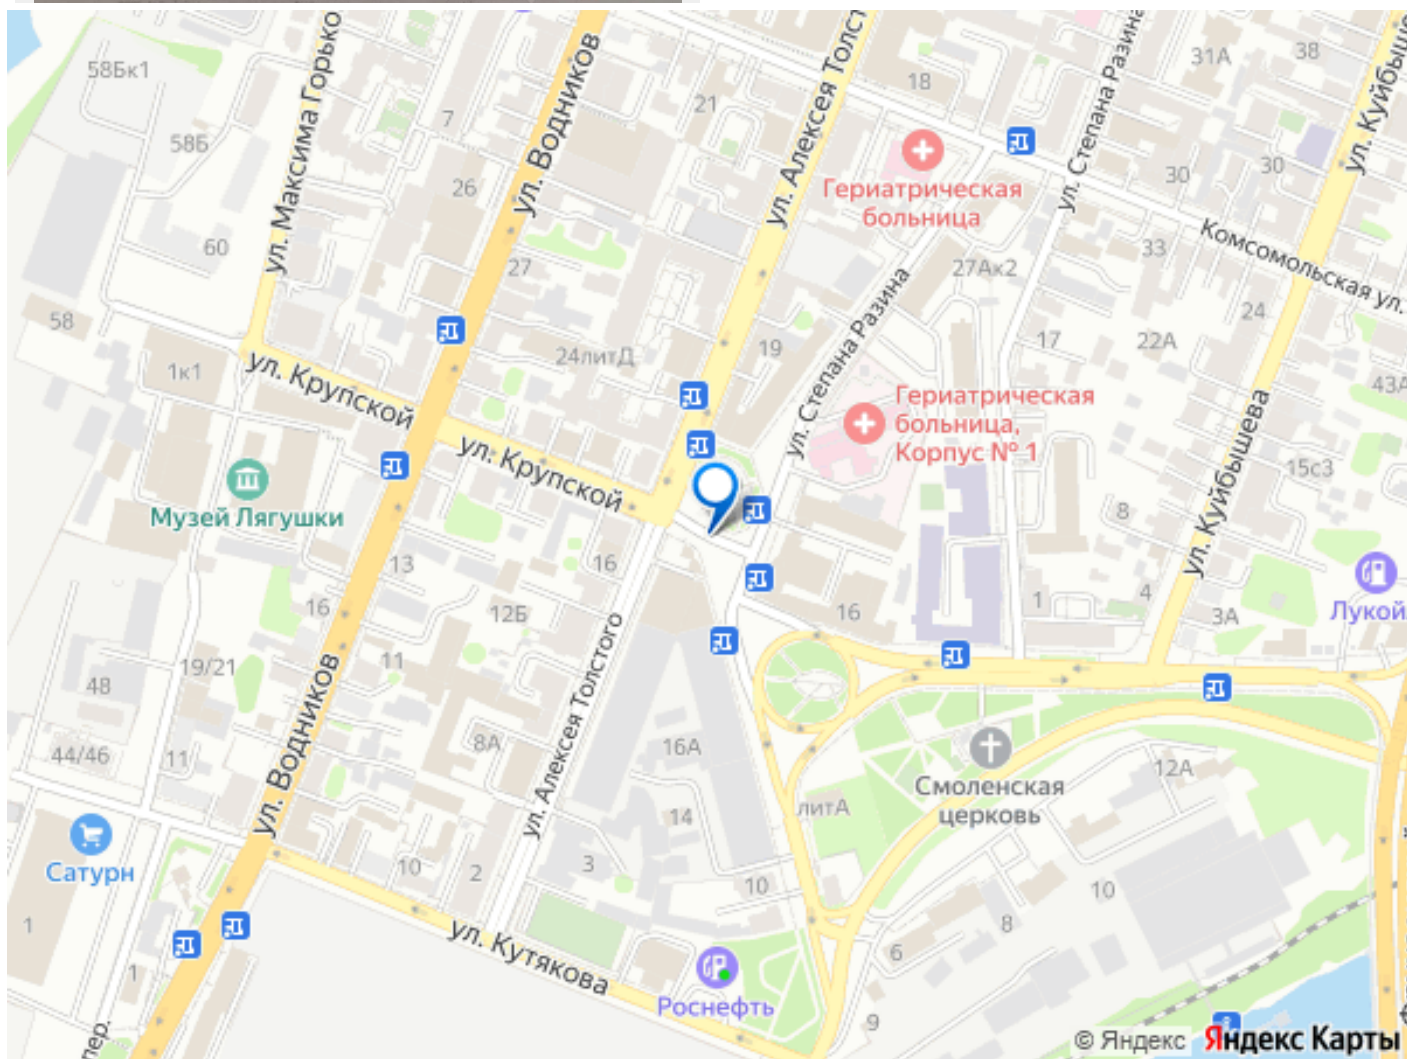 58Бк1
ул. Максима Горько
ул. Водников
ул. Алексея Толст
ул. Степана Разина
31А
38
ул. Куйбыше
18
21
7
58Б
26
Гериатрическая
больница
30
30
60
27
27Ак2
33
Комсомольская ул.
24
58
24литД
19
ул. Степана Разина
17
22А
1к1
ул. Крупской
43А
Гериатрическая
больница,
Корпус № 1
ул. Крупской
ул. Куйбышева
15с3
Музей Лягушки
8
13
16
12Б
16
16
1
4
3А
Лукой
19/21
11
ул. Алексея Толстого
48
ул. Водников
8А
16А
44/46
11
Смоленская
церковь
12А
литА
14
Сатурн
10
2
3
10
10
1
ул. Кутякова
8
6
1
Роснефть
9
пер.
© Яндекс Яндекс Карты